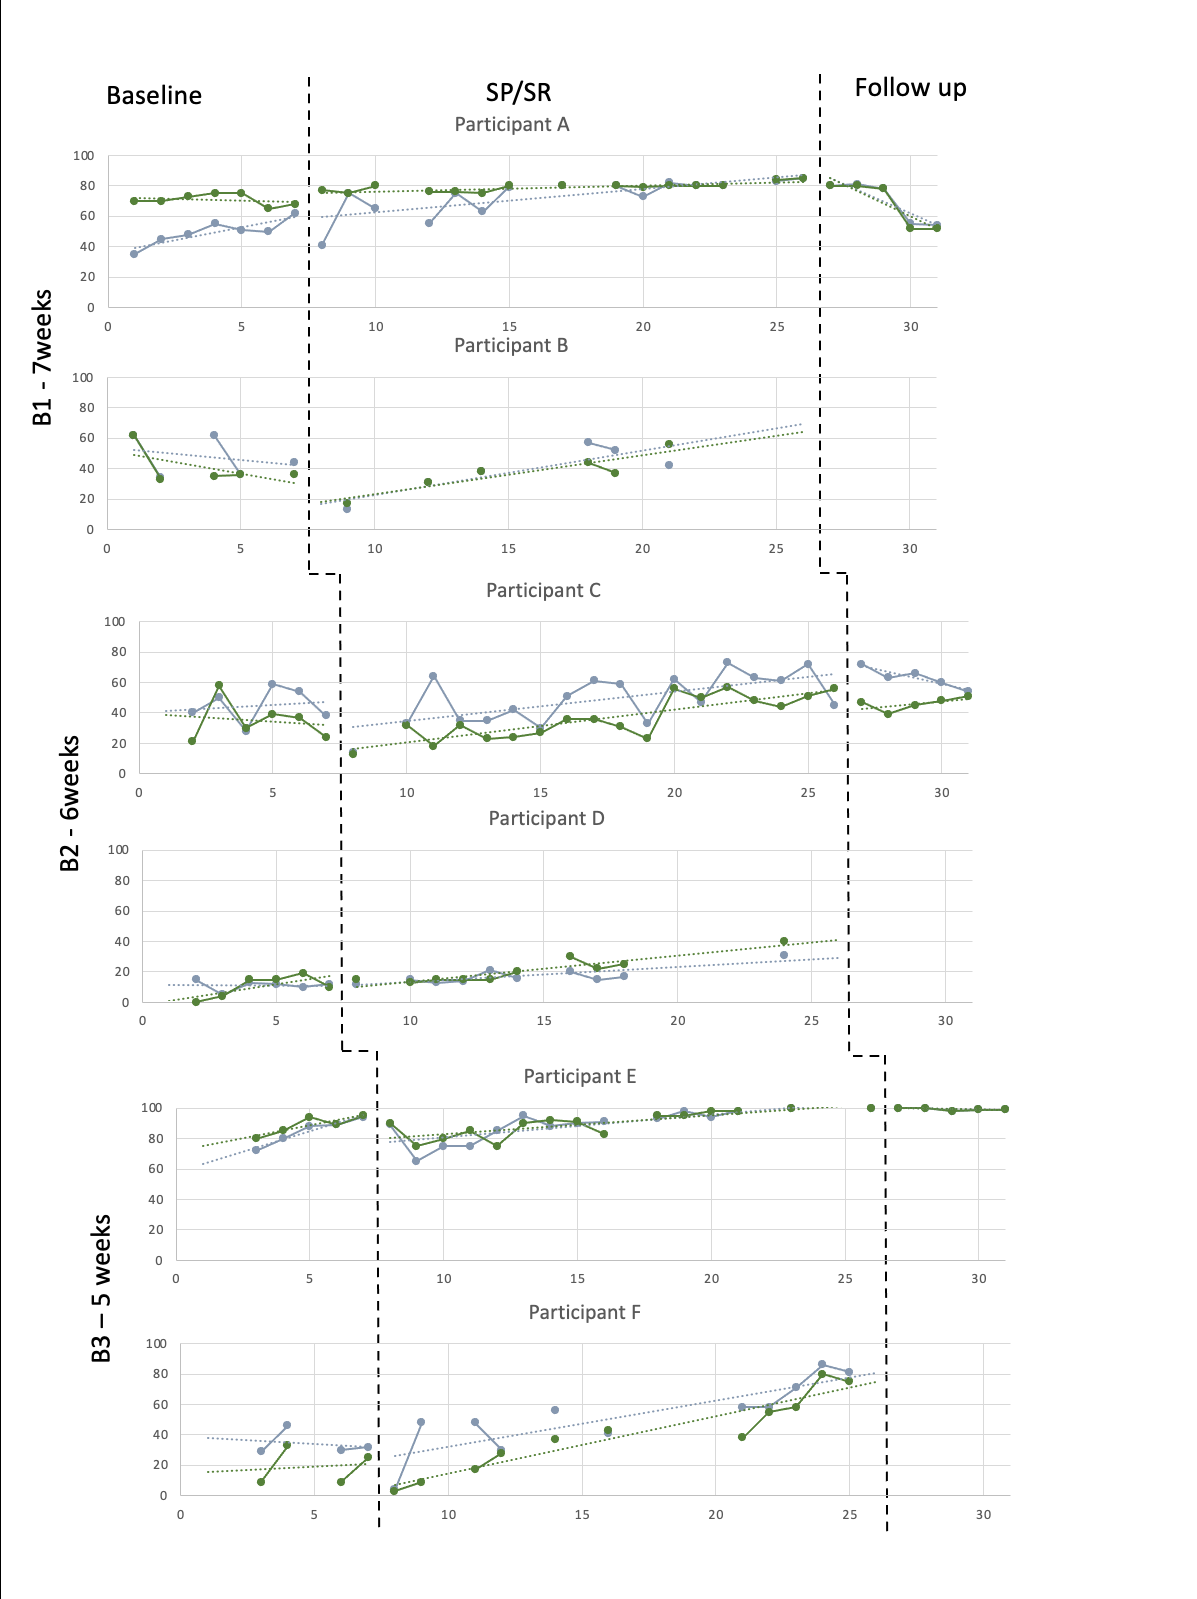 Baseline
SP/SR
Follow up
Participant A
100
80
60
40
20
0
0 5 10 15 20 25 30
B1 - 7weeks
Participant B
100
80
60
40
20
0
0 5 10 15 20 25 30
Participant C
100
80
60
40
20
0
0 5 10 15 20 25 30
B2 - 6weeks
Participant D
100
80
60
40
20
0
0 5 10 15 20 25 30
Participant E
100
80
60
40
20
0
0 5 10 15 20 25 30
B3 – 5 weeks
Participant F
100
80
60
40
20
0
0 5 10 15 20 25 30